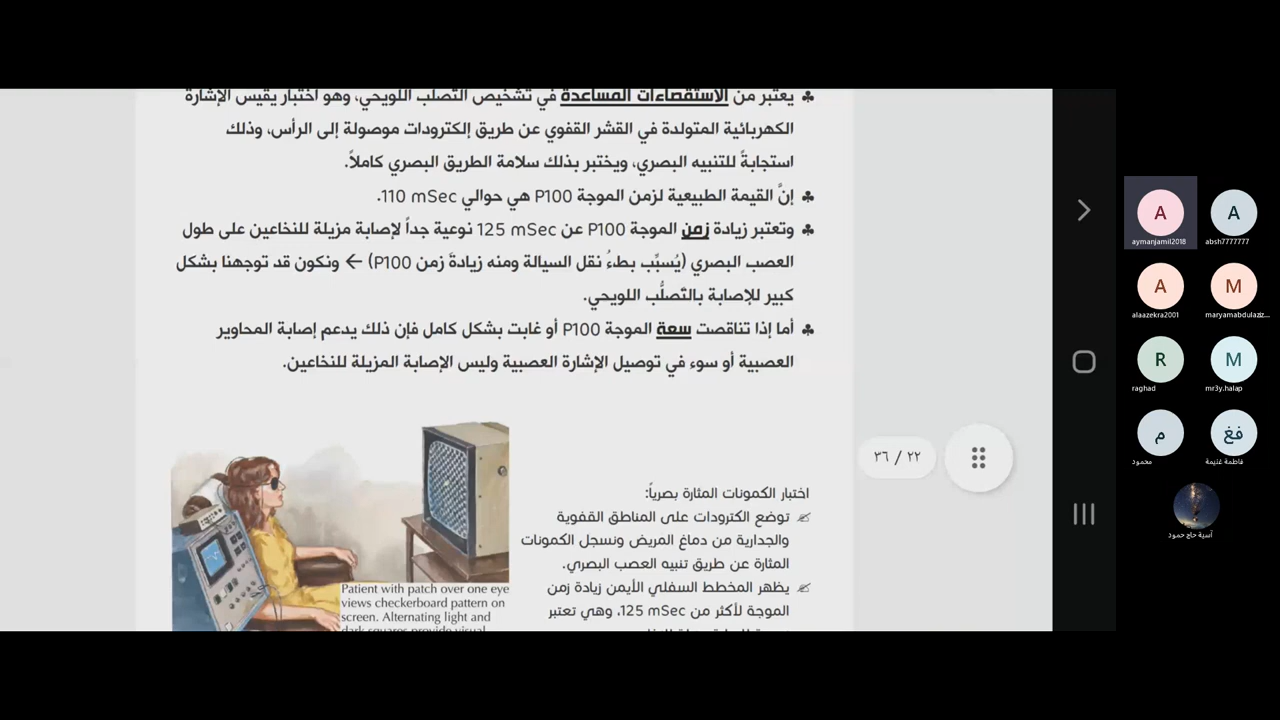 ♣ يعتبر من الاستقصاءات المساعدة في تشخيص التصلب اللويحي، وهو اختبار يقيس الإشارة
الكهربائية المتولدة في القشر القفوي عن طريق إلكترودات موصولة إلى الرأس، وذلك
استجابةً للتنبيه البصري، ويختبر بذلك سلامة الطريق البصري كاملاً.
♣ إنَّ القيمة الطبيعية لزمن الموجة P100 هي حوالي 110 mSec.
♣ وتعتبر زيادة زمن الموجة P100 عن 125 mSec نوعية جداً لإصابة مزيلة للنخاعين على طول
العصب البصري (يُسبِّب بطءُ نقل السيالة ومنه زيادةَ زمن P100) ← ونكون قد توجهنا بشكل
كبير للإصابة بالتّصلُّب اللويحي.
♣ أما إذا تناقصت سعة الموجة P100 أو غابت بشكل كامل فإن ذلك يدعم إصابة المحاوير
العصبية أو سوء في توصيل الإشارة العصبية وليس الإصابة المزيلة للنخاعين.
اختبار الكمونات المثارة بصرياً:
توضع الكترودات على المناطق القفوية
والجدارية من دماغ المريض ونسجل الكمونات
المثارة عن طريق تنبيه العصب البصري.
يظهر المخطط السفلي الأيمن زيادة زمن
الموجة لأكثر من 125 mSec، وهي تعتبر
Patient with patch over one eye
views checkerboard pattern on
screen. Alternating light and
dark squares provide visual
٢٢ / ٣٦
A
aymanjamil2018
A
absh7777777
A
alaazekra2001
M
maryamabdulaziz...
R
raghad
M
mr3y.halap
م
محمود
فغ
فاطمة غنيمة
آسية حاج حمود